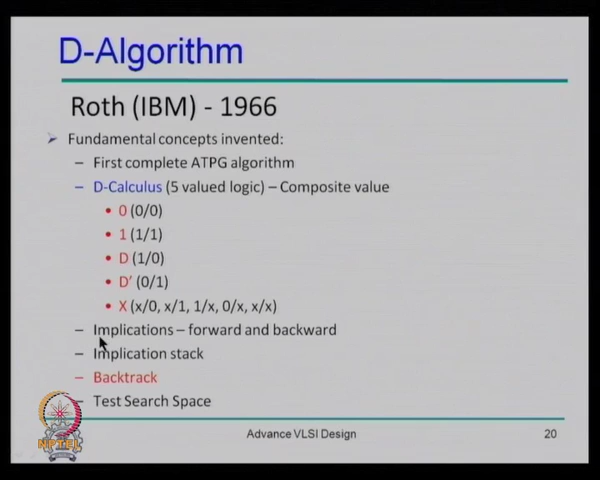 D-Algorithm
Roth (IBM) - 1966
Fundamental concepts invented:
– First complete ATPG algorithm
– D-Calculus (5 valued logic) – Composite value
• 0 (0/0)
• 1 (1/1)
• D (1/0)
• D’ (0/1)
• X (x/0, x/1, 1/x, 0/x, x/x)
– Implications – forward and backward
– Implication stack
– Backtrack
– Test Search Space
NPTEL
Advance VLSI Design
20